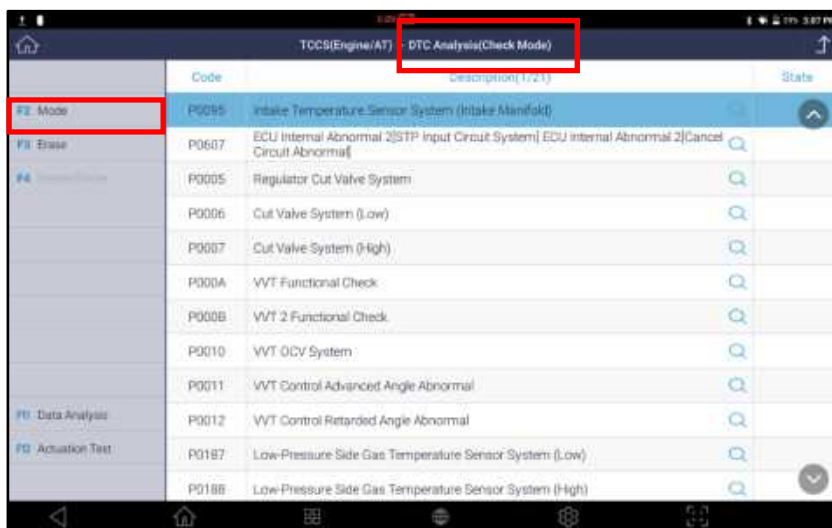 3:07 PM
TCCS(Engine/AT)
DTC Analysis(Check Mode)
Code
Description(1/21)
State
F2 Mode
P0095
Intake Temperature Sensor System (Intake Manifold)
F3 Erase
P0607
ECU Internal Abnormal 2|STP Input Circuit System| ECU Internal Abnormal 2|Cancel
Circuit Abnormal|
F4
P0005
Regulator Cut Valve System
P0006
Cut Valve System (Low)
P0007
Cut Valve System (High)
P000A
VVT Functional Check
P000B
VVT 2 Functional Check
P0010
VVT OCV System
P0011
VVT Control Advanced Angle Abnormal
Data Analysis
P0012
VVT Control Retarded Angle Abnormal
Actuation Test
P0187
Low-Pressure Side Gas Temperature Sensor System (Low)
P0188
Low-Pressure Side Gas Temperature Sensor System (High)